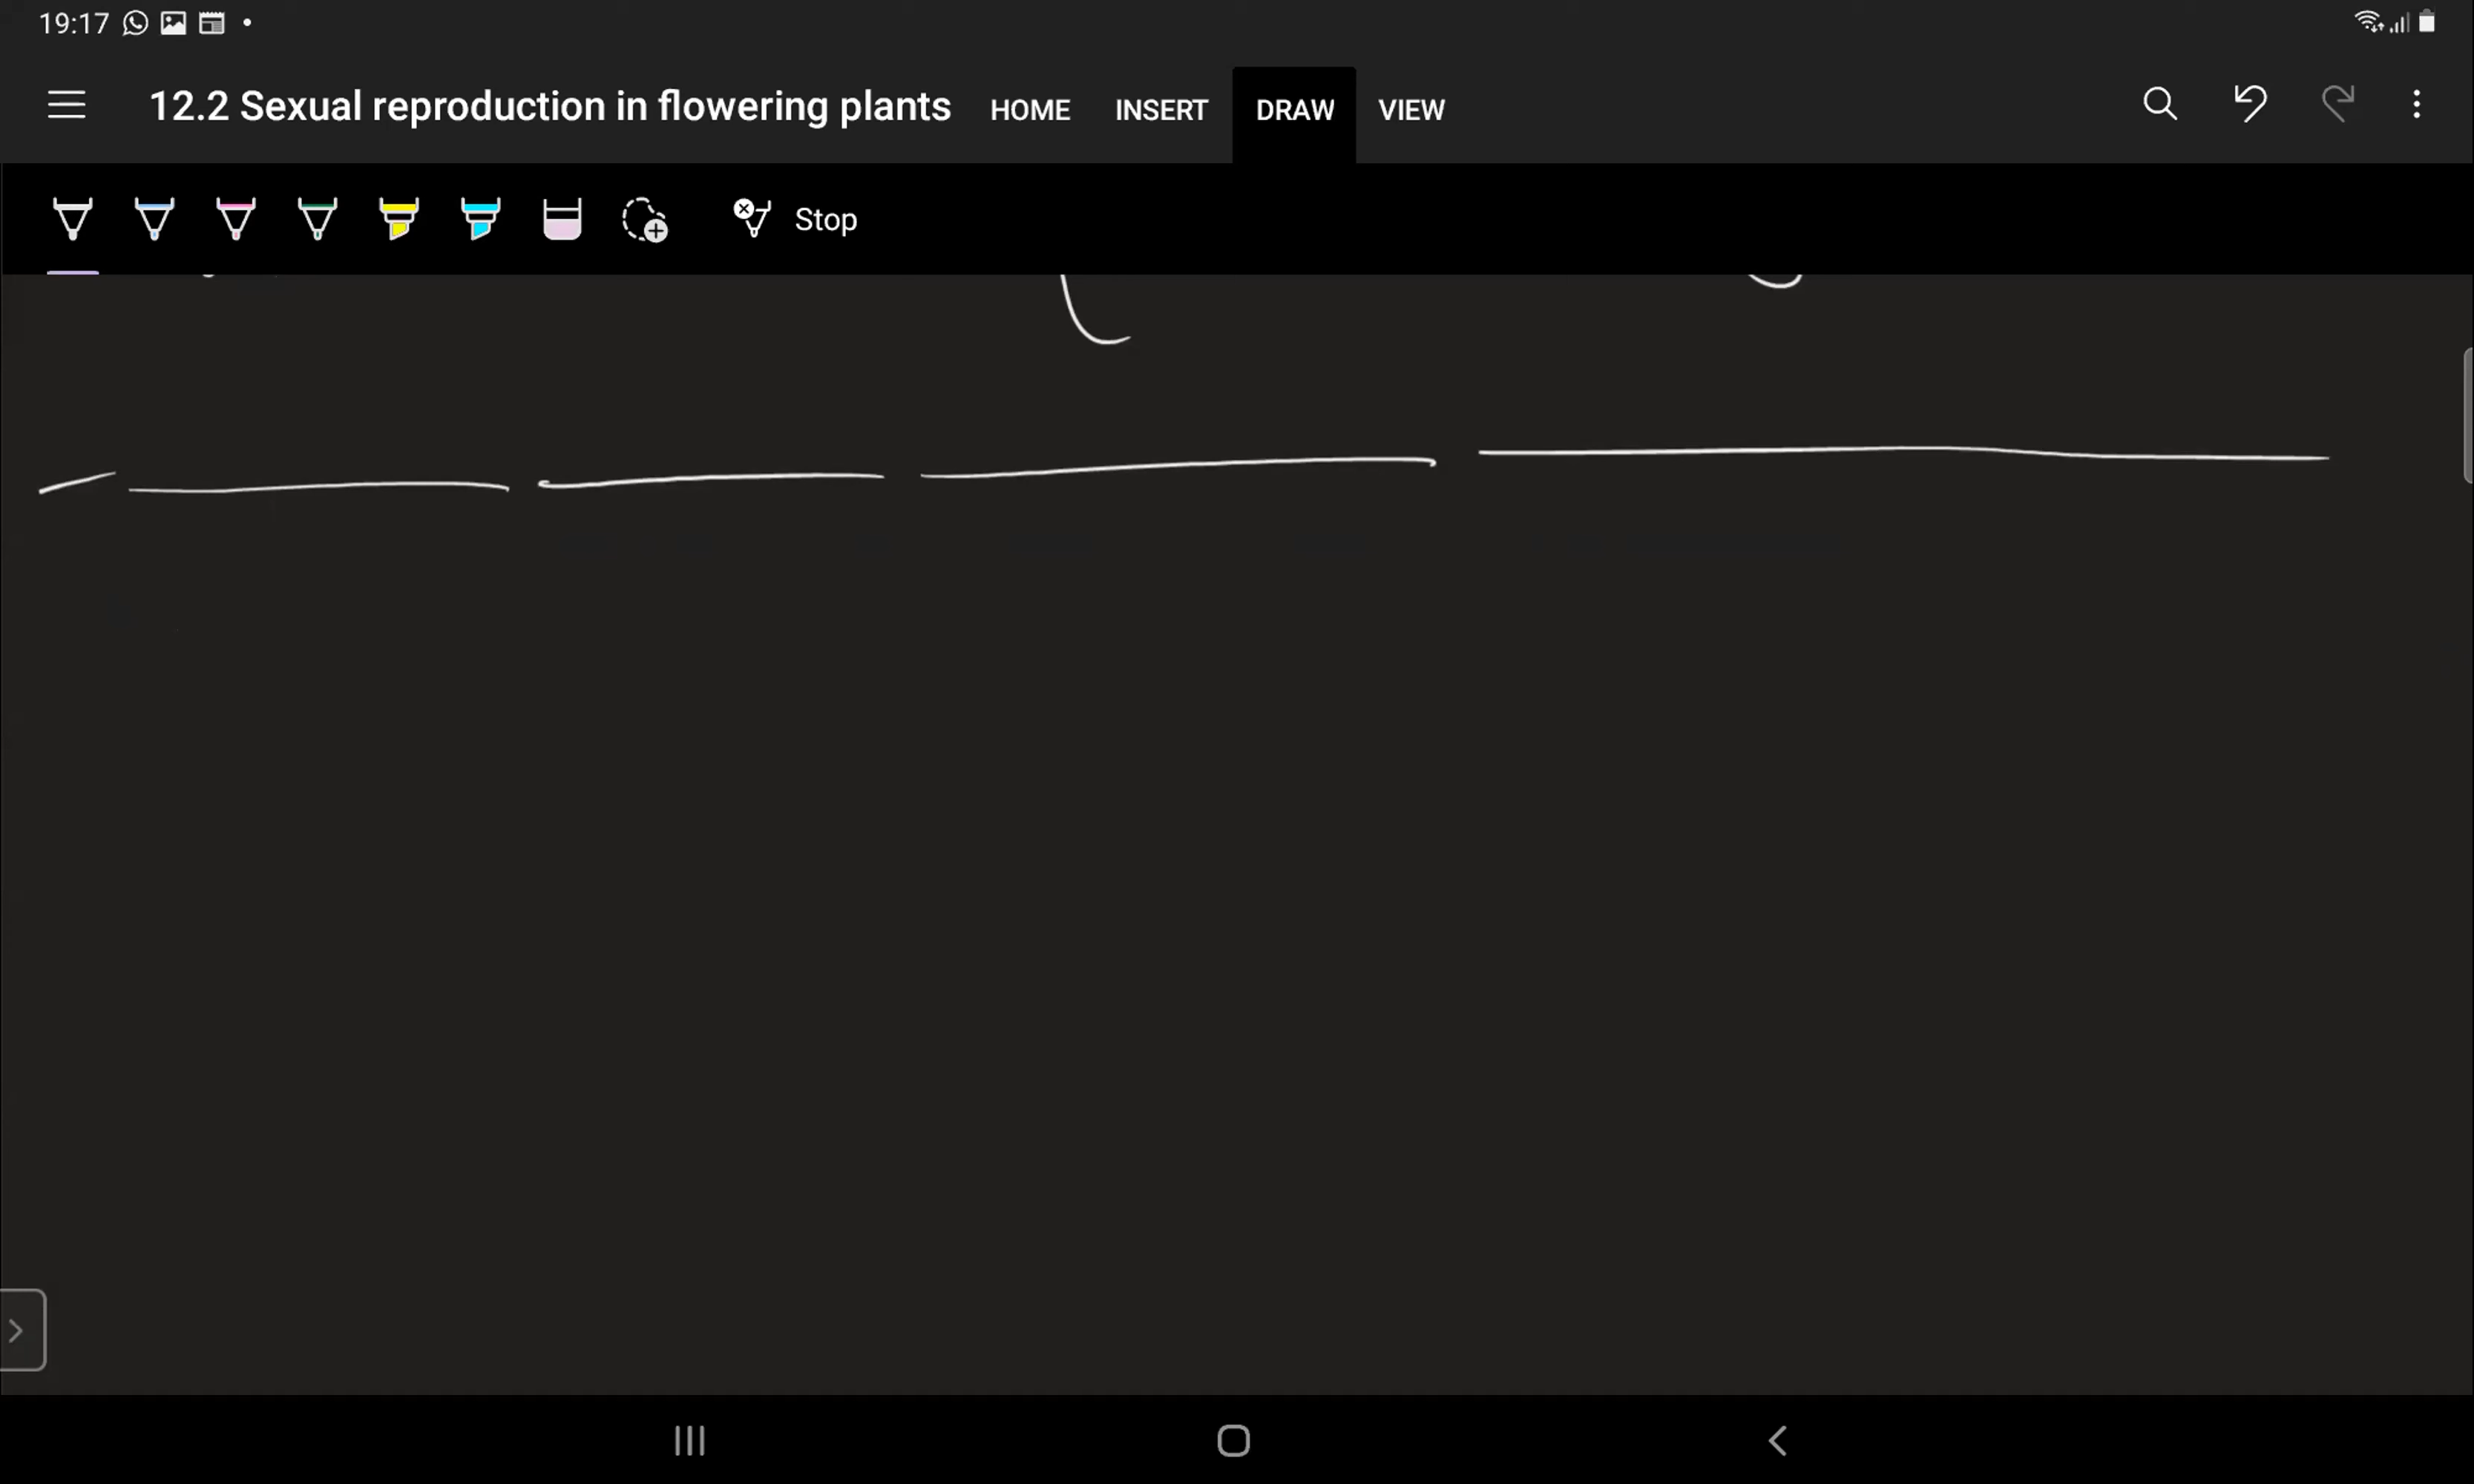 19:17
12.2 Sexual reproduction in flowering plants HOME INSERT DRAW VIEW
Stop